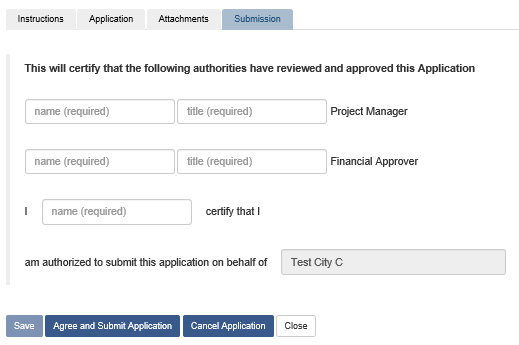 Instructions Application Attachments Submission
This will certify that the following authorities have reviewed and approved this Application
name (required) title (required) Project Manager
name (required) title (required) Financial Approver
I name (required) certify that I
am authorized to submit this application on behalf of Test City C
Save Agree and Submit Application Cancel Application Close